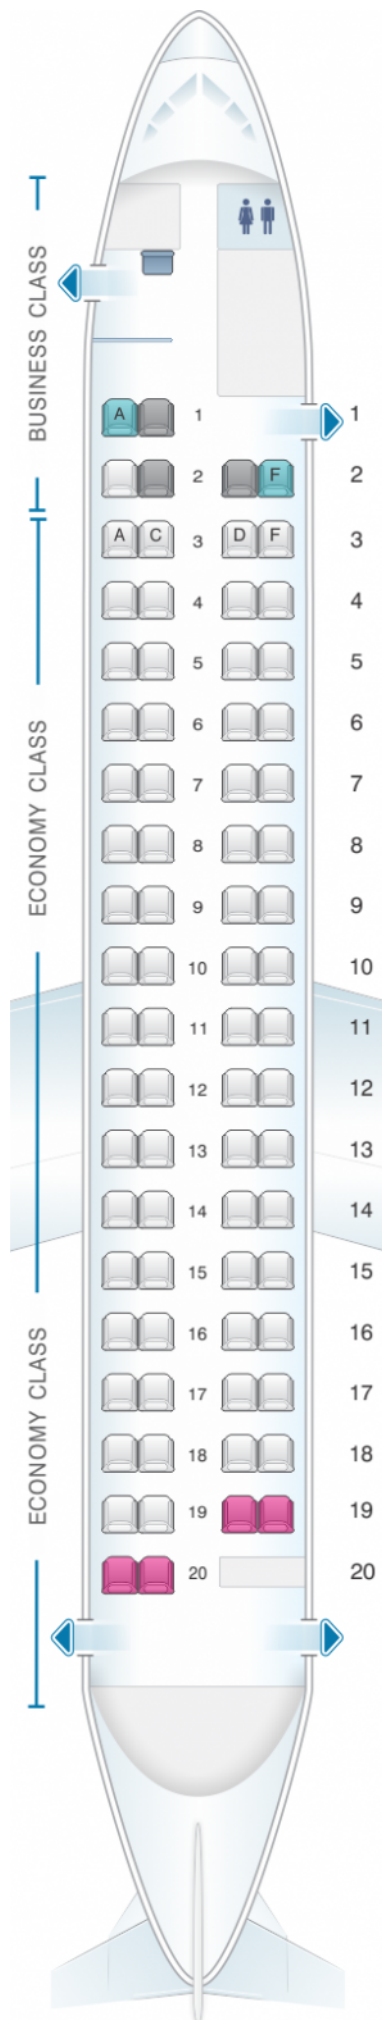 BUSINESS CLASS
A 1 1
2 F 2
A C 3 D F 3
4 4
5 5
6 6
ECONOMY CLASS
7 7
8 8
9 9
10 10
11 11
12 12
13 13
14 14
15 15
16 16
ECONOMY CLASS
17 17
18 18
19 19
20 20